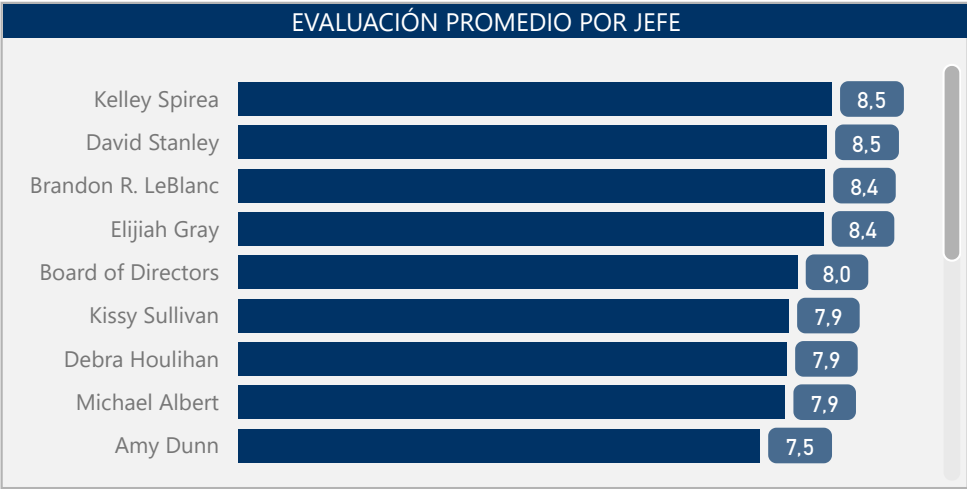 EVALUACIÓN PROMEDIO POR JEFE
Kelley Spirea 8,5
David Stanley 8,5
Brandon R. LeBlanc 8,4
Elijiah Gray 8,4
Board of Directors 8,0
Kissy Sullivan 7,9
Debra Houlihan 7,9
Michael Albert 7,9
Amy Dunn 7,5